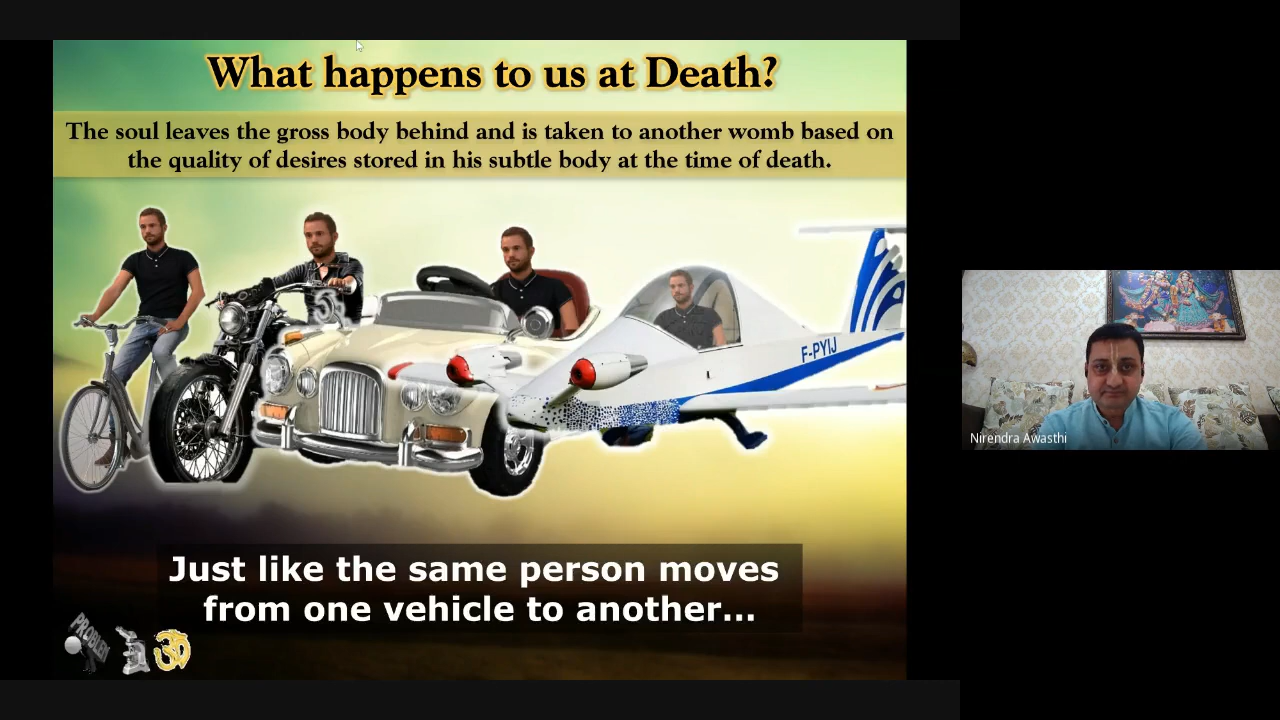 What happens to us at Death?
The soul leaves the gross body behind and is taken to another womb based on
the quality of desires stored in his subtle body at the time of death.
F-PYIJ
Just like the same person moves
from one vehicle to another...
PROBLEM
ॐ
Nirendra Awasthi